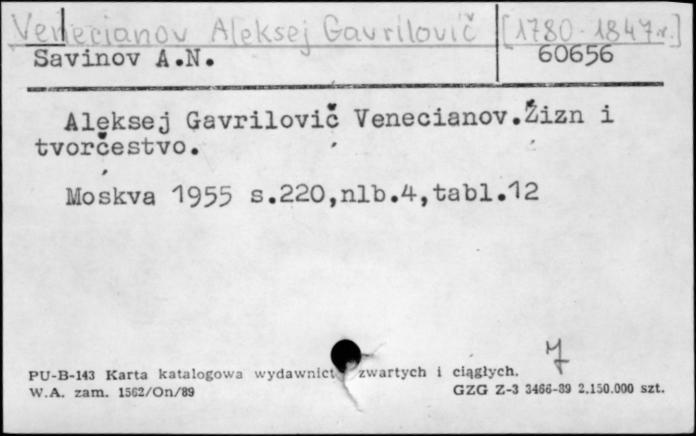 Venecianov Aleksej Gavrilovič [1780-1847r.]
Savinov A.N. 60656
Aleksej Gavrilovič Venecianov.Žizn i
tvorčestvo.
Moskva 1955 s.220,nlb.4,tabl.12
PU-B-143 Karta katalogowa wydawnict zwartych i ciągłych.
W.A. zam. 1562/On/89 GZG Z-3 3466-89 2.150.000 szt.